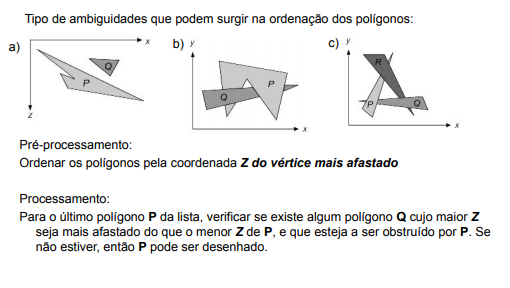 Tipo de ambiguidades que podem surgir na ordenação dos polígonos:
a) x b) y c) y
Q P z
P Q x
R P Q x
Pré-processamento:
Ordenar os polígonos pela coordenada Z do vértice mais afastado
Processamento:
Para o último polígono P da lista, verificar se existe algum polígono Q cujo maior Z
seja mais afastado do que o menor Z de P, e que esteja a ser obstruído por P. Se
não estiver, então P pode ser desenhado.